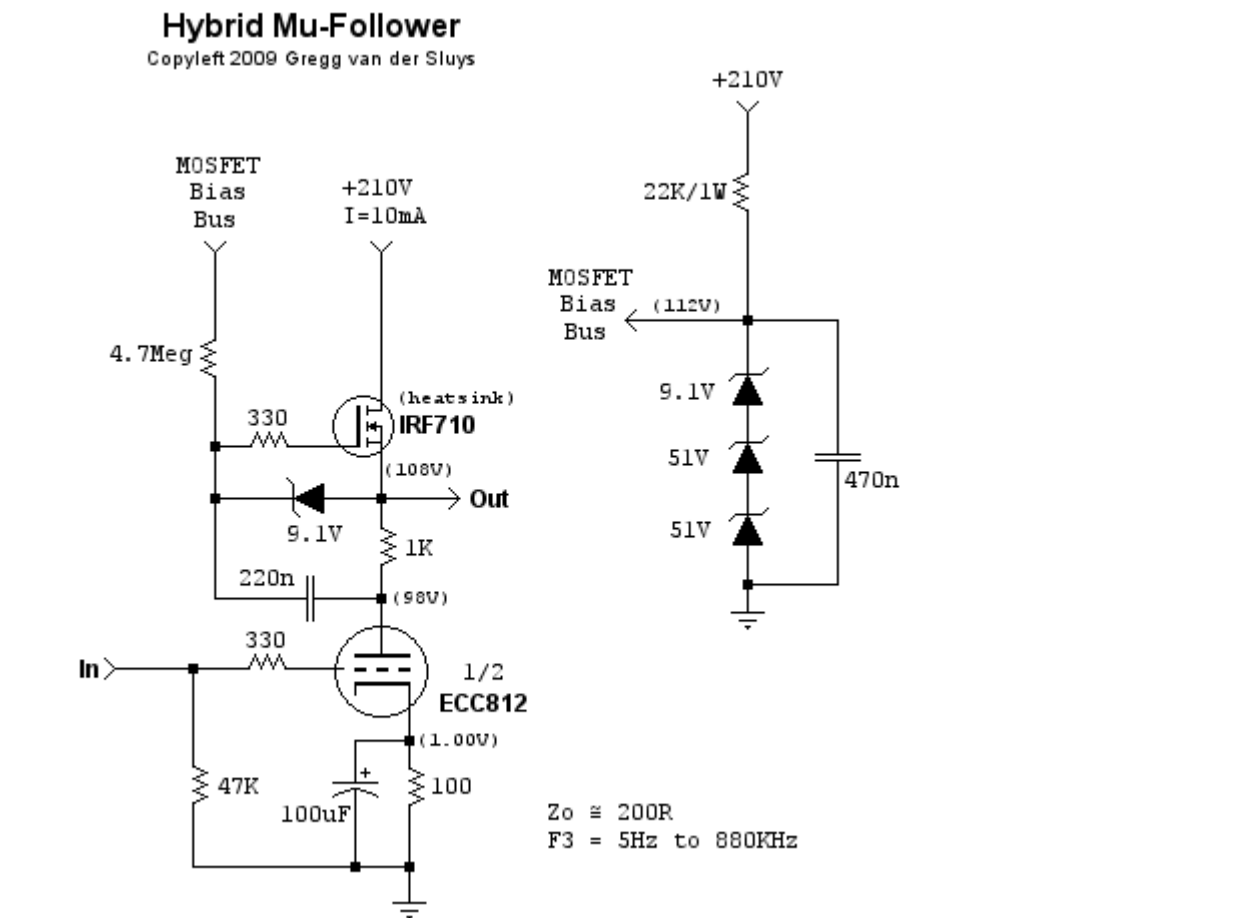 Hybrid Mu-Follower
Copyleft 2009 Gregg van der Sluys
+210V
MOSFET
Bias
Bus
+210V
I=10mA
22K/1W
MOSFET
Bias
Bus
(112V)
4.7Meg
330
(heatsink)
IRF710
9.1V
(108V)
51V
470n
Out
9.1V
51V
1K
220n
(98V)
330
In
1/2
ECC812
(1.00V)
+
47K
100uF
100
Zo ≅ 200R
F3 = 5Hz to 880KHz